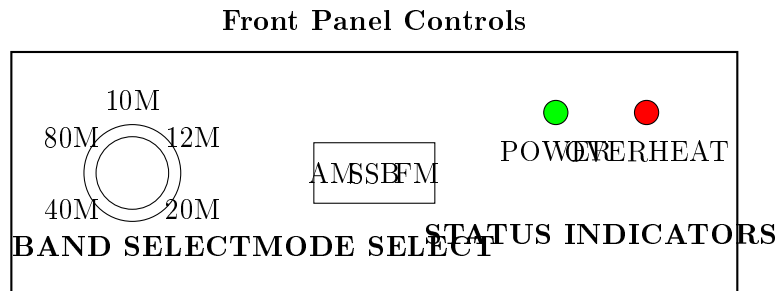 Front Panel Controls
10M
80M
12M
40M
20M
BAND SELECT
AM
SSB
FM
MODE SELECT
POWER
OVERHEAT
STATUS INDICATORS